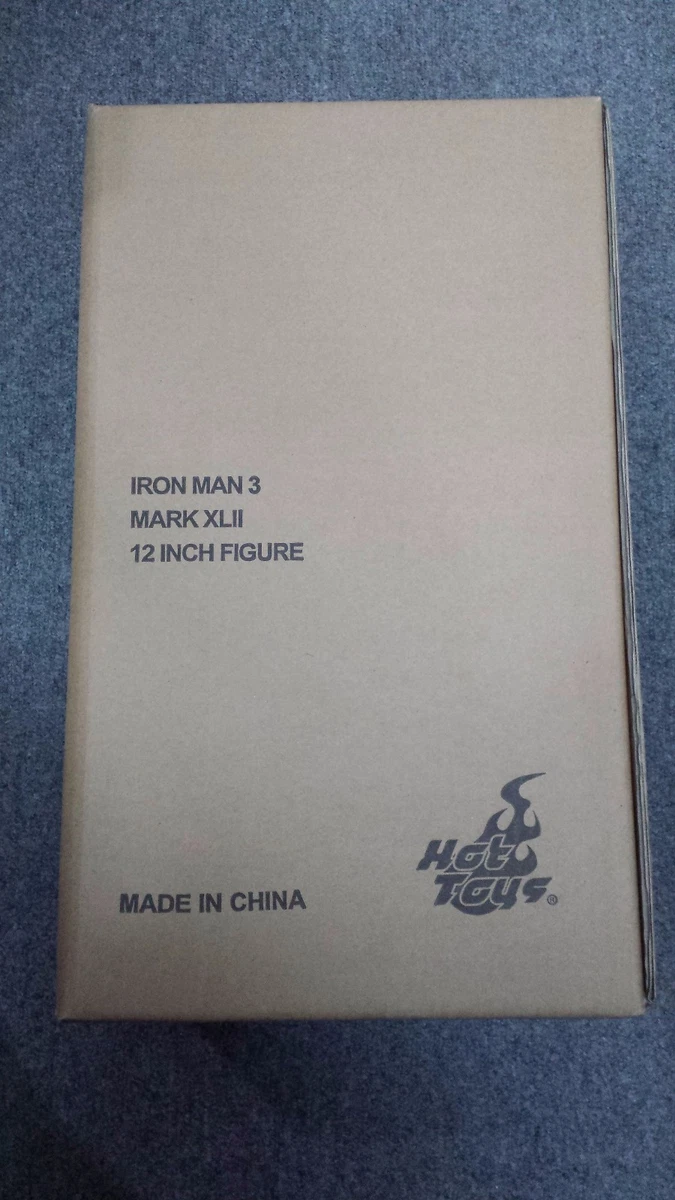 IRON MAN 3
MARK XLII
12 INCH FIGURE
Hot
Toys®
MADE IN CHINA